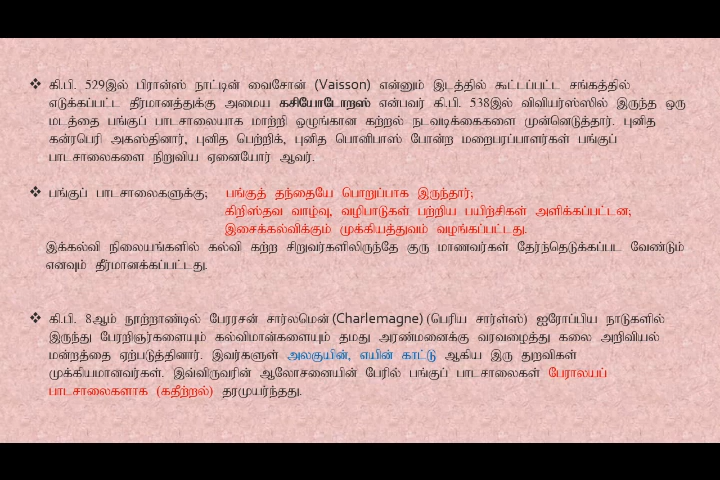 ❖ கி.பி. 529இல் பிரான்ஸ் நாட்டின் வைசோன் (Vaisson) என்னும் இடத்தில் கூட்டப்பட்ட சங்கத்தில்
எடுக்கப்பட்ட தீர்மானத்துக்கு அமைய கசியோடோறஸ் என்பவர் கி.பி. 538இல் விவியர்ஸ்ஸில் இருந்த ஒரு
மடத்தை பங்குப் பாடசாலையாக மாற்றி ஒழுங்கான கற்றல் நடவடிக்கைகளை முன்னெடுத்தார். புனித
கன்ரபெரி அகஸ்தினார், புனித பெற்றிக், புனித பொனிபாஸ் போன்ற மறைபரப்பாளர்கள் பங்குப்
பாடசாலைகளை நிறுவிய ஏனையோர் ஆவர்.
❖ பங்குப் பாடசாலைகளுக்கு; பங்குத் தந்தையே பொறுப்பாக இருந்தார்;
கிறிஸ்தவ வாழ்வு, வழிபாடுகள் பற்றிய பயிற்சிகள் அளிக்கப்பட்டன;
இசைக்கல்விக்கும் முக்கியத்துவம் வழங்கப்பட்டது.
இக்கல்வி நிலையங்களில் கல்வி கற்ற சிறுவர்களிலிருந்தே குரு மாணவர்கள் தேர்ந்தெடுக்கப்பட வேண்டும்
எனவும் தீர்மானக்கப்பட்டது.
❖ கி.பி. 8ஆம் நூற்றாண்டில் பேரரசன் சார்லமென் (Charlemagne) (பெரிய சார்ள்ஸ்) ஐரோப்பிய நாடுகளில்
இருந்து பேரறிஞர்களையும் கல்விமான்களையும் தமது அரண்மனைக்கு வரவழைத்து கலை அறிவியல்
மன்றத்தை ஏற்படுத்தினார். இவர்களுள் அலகுயின், எயின் காட்டு ஆகிய இரு துறவிகள்
முக்கியமானவர்கள். இவ்விருவரின் ஆலோசனையின் பேரில் பங்குப் பாடசாலைகள் பேராலயப்
பாடசாலைகளாக (கதீற்றல்) தரமுயர்ந்தது.